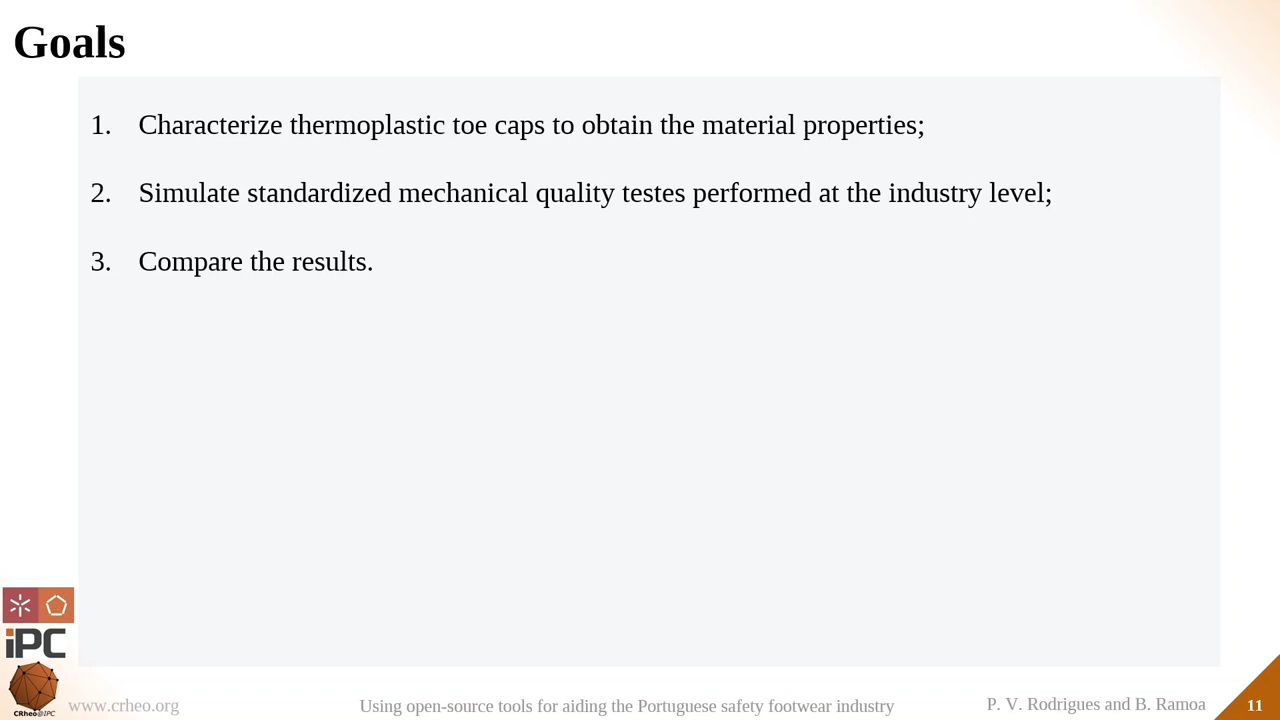 Goals
1. Characterize thermoplastic toe caps to obtain the material properties;
2. Simulate standardized mechanical quality testes performed at the industry level;
3. Compare the results.
iPC
CRheo@IPC
www.crheo.org
Using open-source tools for aiding the Portuguese safety footwear industry
P. V. Rodrigues and B. Ramoa
11